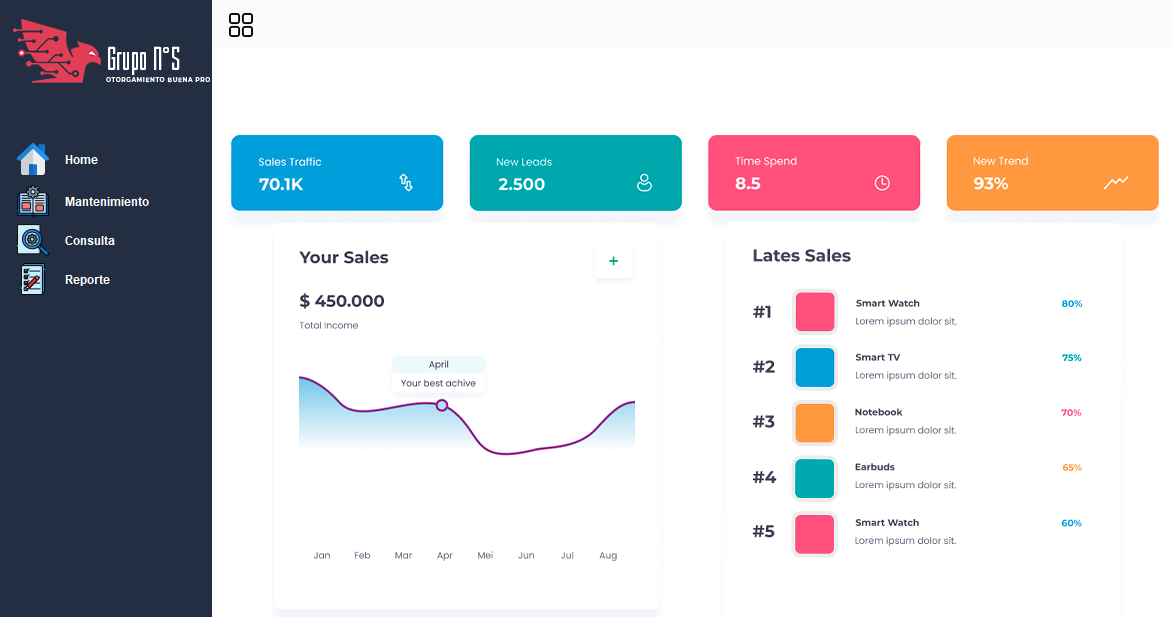 Grupo N°5
OTORGAMIENTO BUENA PRO
Home
Mantenimiento
Consulta
Reporte
Sales Traffic
70.1K
New Leads
2.500
Time Spend
8.5
New Trend
93%
Your Sales
+
$ 450.000
Total Income
April
Your best achive
Jan Feb Mar Apr Mei Jun Jul Aug
Lates Sales
#1
Smart Watch
80%
Lorem ipsum dolor sit.
#2
Smart TV
75%
Lorem ipsum dolor sit.
#3
Notebook
70%
Lorem ipsum dolor sit.
#4
Earbuds
65%
Lorem ipsum dolor sit.
#5
Smart Watch
60%
Lorem ipsum dolor sit.